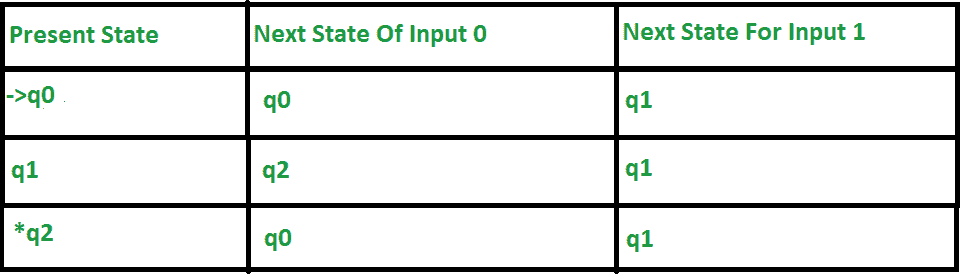 Present State Next State Of Input 0 Next State For Input 1
->q0 q0 q1
q1 q2 q1
*q2 q0 q1